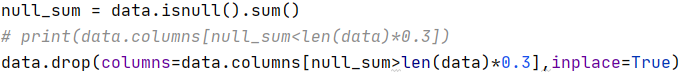 null_sum = data.isnull().sum()
# print(data.columns[null_sum<len(data)*0.3])
data.drop(columns=data.columns[null_sum>len(data)*0.3],inplace=True)